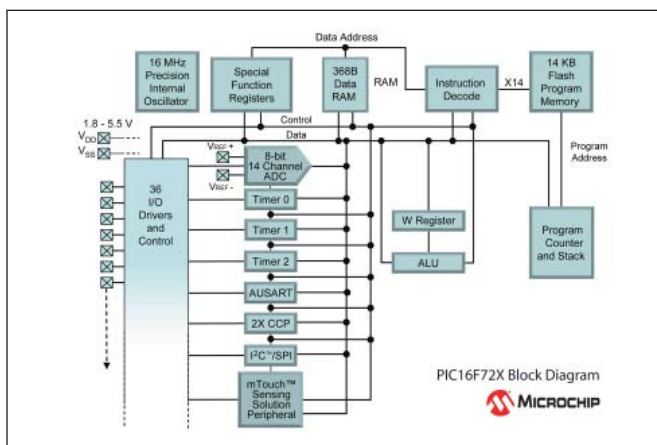 Data Address
16 MHz
Precision
Internal
Oscillator
Special
Function
Registers
368B
Data
RAM
RAM
Instruction
Decode
X14
14 KB
Flash
Program
Memory
1.8 - 5.5 V
Control
Data
VDD
VSS
VREF +
8-bit
14 Channel
ADC
VREF -
Program
Address
36
I/O
Drivers
and
Control
Timer 0
Timer 1
Timer 2
AUSART
2X CCP
I²C™/SPI
mTouch™
Sensing
Solution
Peripheral
W Register
ALU
Program
Counter
and Stack
PIC16F72X Block Diagram
MICROCHIP